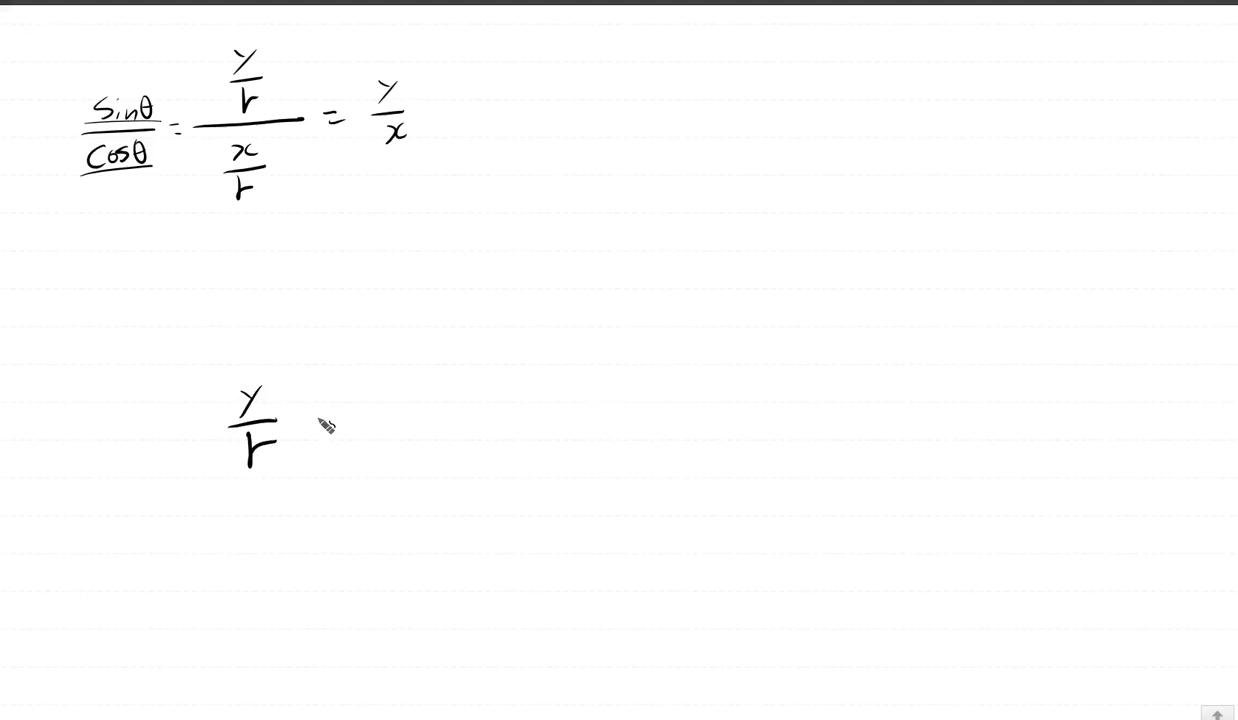 sinθ/cosθ = (y/r)/(x/r) = y/x
y/r